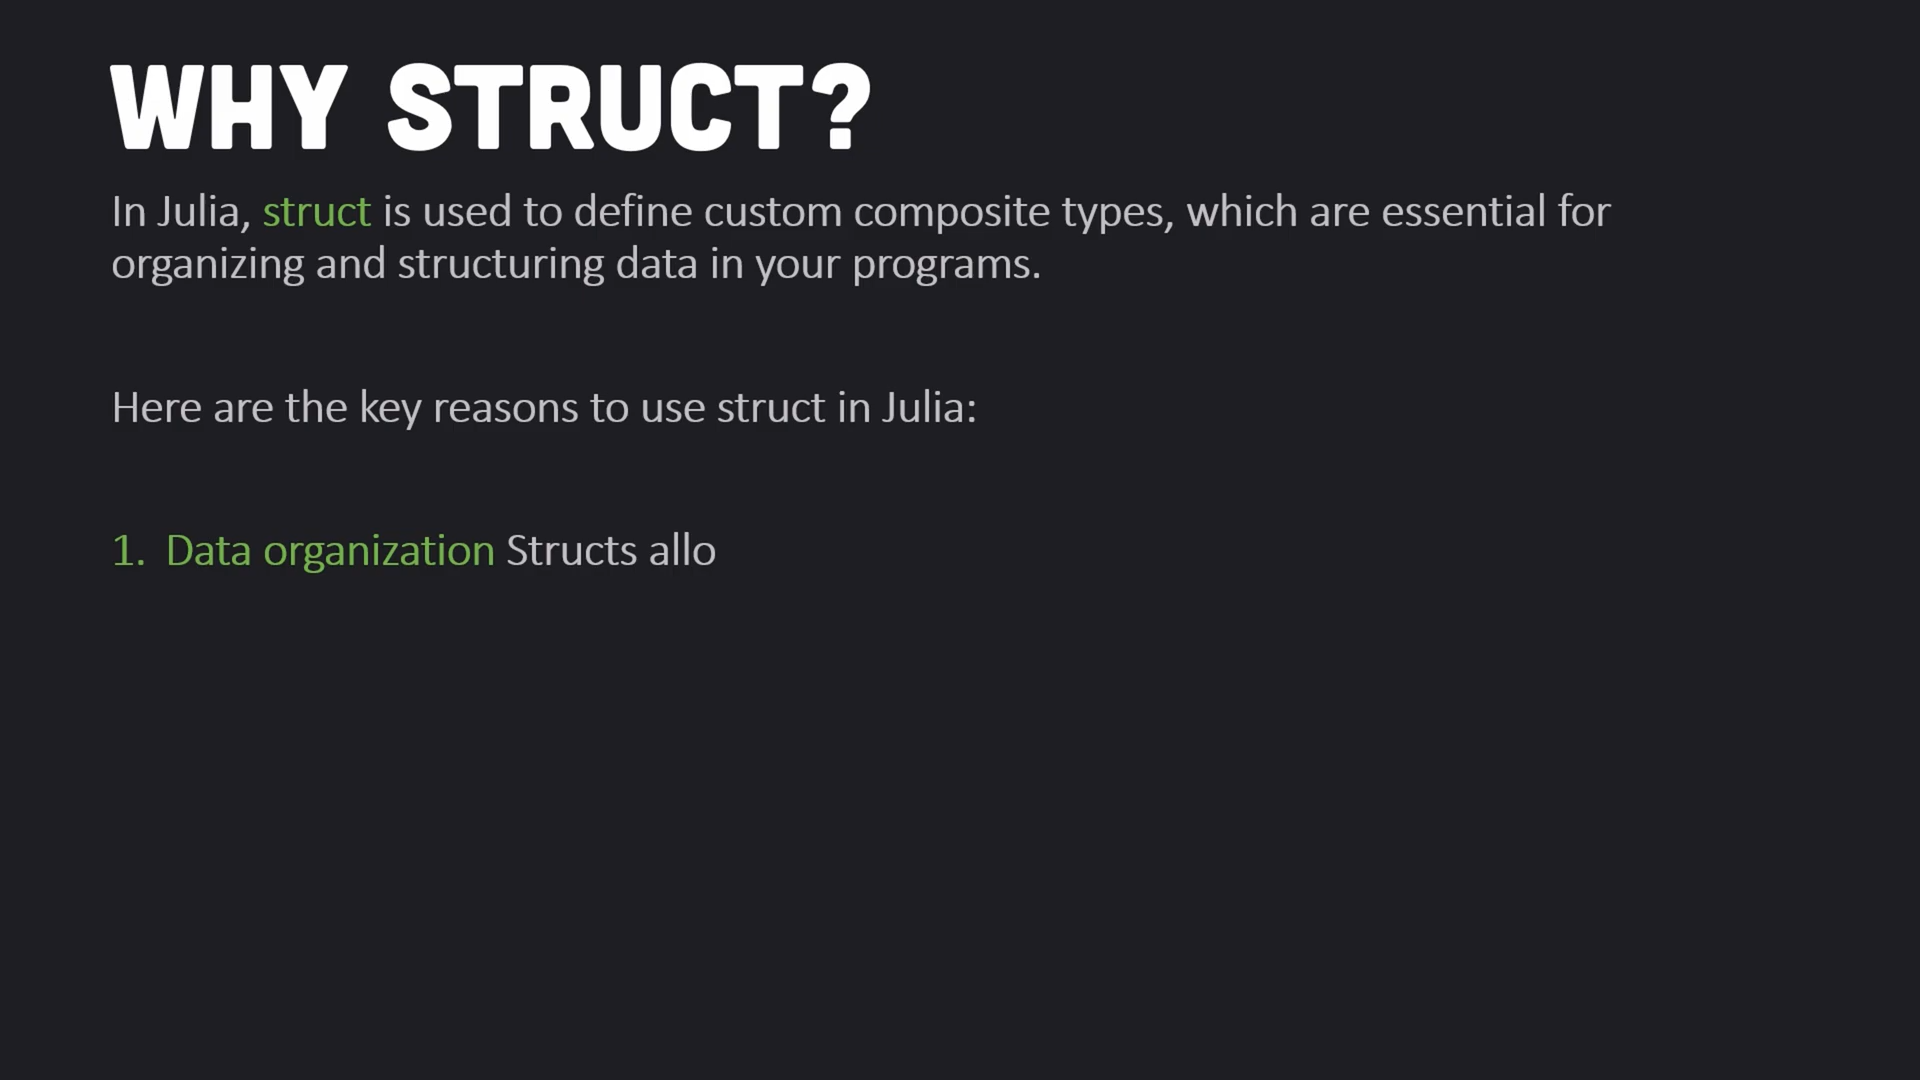 WHY STRUCT?
In Julia, struct is used to define custom composite types, which are essential for
organizing and structuring data in your programs.
Here are the key reasons to use struct in Julia:
1. Data organization Structs allo